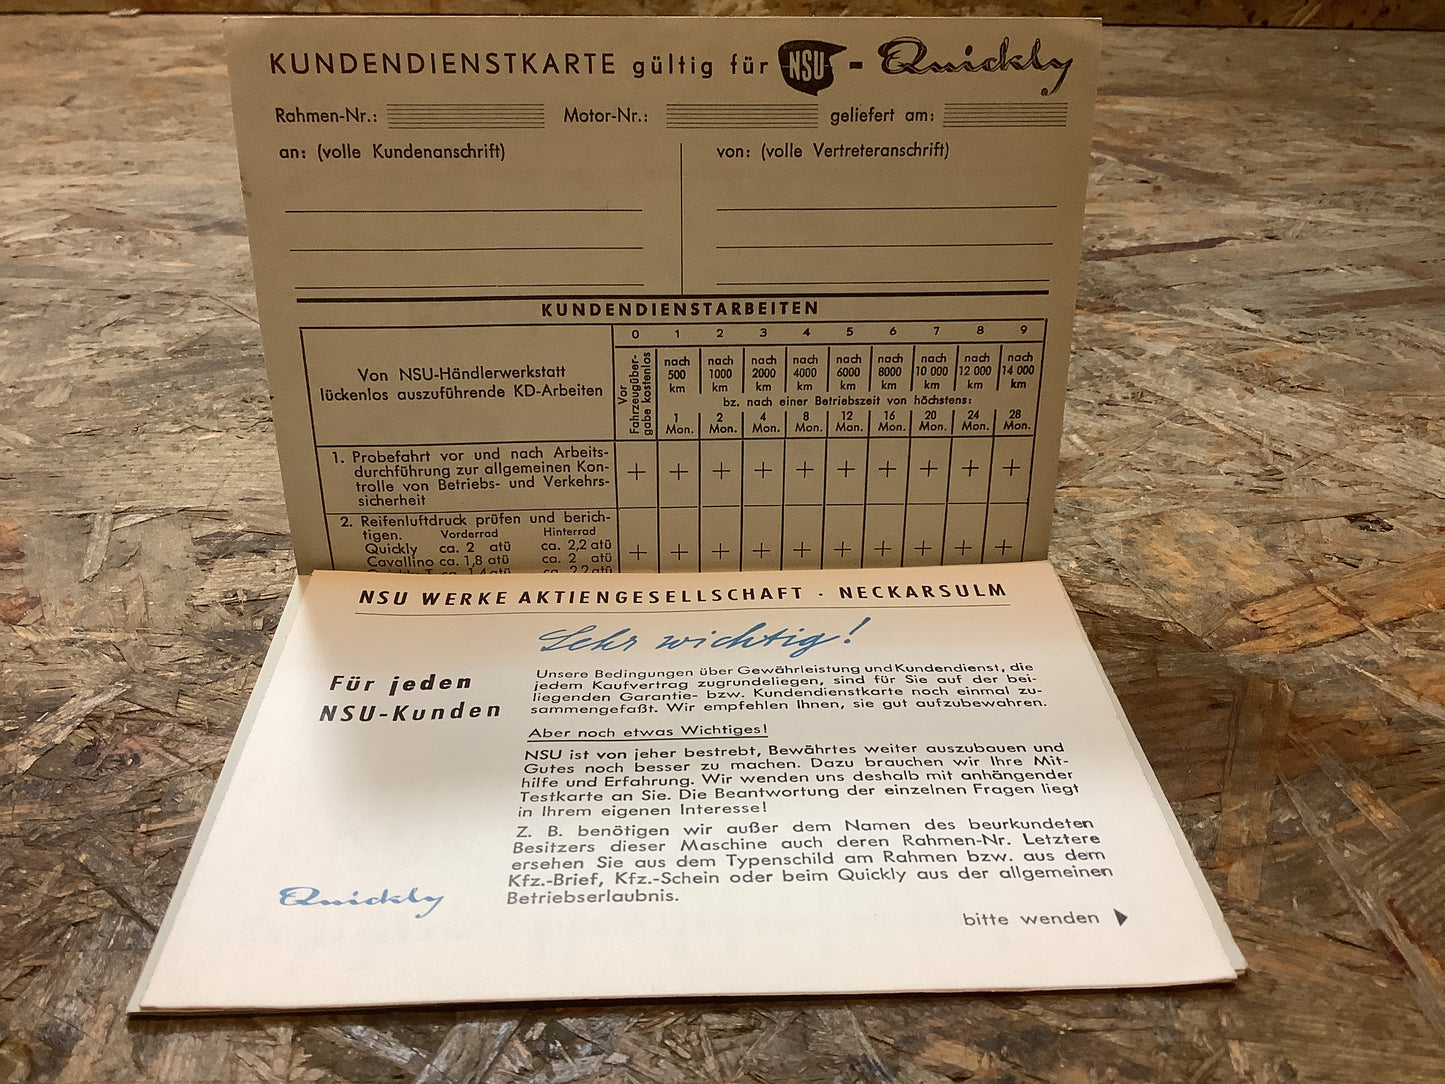 KUNDENDIENSTKARTE gültig für NSU - Quickly
Rahmen-Nr.: Motor-Nr.: geliefert am:
an: (volle Kundenanschrift) von: (volle Vertreteranschrift)
KUNDENDIENSTARBEITEN
0 1 2 3 4 5 6 7 8 9
Von NSU-Händlerwerkstatt
lückenlos auszuführende KD-Arbeiten
Vor
Fahrzeugüber-
gabe kostenlos
nach nach nach nach nach nach nach nach nach
500 1000 2000 4000 6000 8000 10 000 12 000 14 000
km km km km km km km km km
bz. nach einer Betriebszeit von höchstens:
1 2 4 8 12 16 20 24 28
Mon. Mon. Mon. Mon. Mon. Mon. Mon. Mon. Mon.
1. Probefahrt vor und nach Arbeits-
durchführung zur allgemeinen Kon-
trolle von Betriebs- und Verkehrs-
sicherheit
+ + + + + + + + + +
2. Reifenluftdruck prüfen und berich-
tigen. Vorderrad Hinterrad
Quickly ca. 2 atü ca. 2,2 atü
Cavallino ca. 1,8 atü ca. 2 atü
+ + + + + + + + + +
ca. 1,4 atü ca. 2,2 atü
NSU WERKE AKTIENGESELLSCHAFT · NECKARSULM
Sehr wichtig!
Für jeden
NSU-Kunden
Unsere Bedingungen über Gewährleistung und Kundendienst, die
jedem Kaufvertrag zugrundeliegen, sind für Sie auf der bei-
liegenden Garantie- bzw. Kundendienstkarte noch einmal zu-
sammengefaßt. Wir empfehlen Ihnen, sie gut aufzubewahren.
Aber noch etwas Wichtiges!
NSU ist von jeher bestrebt, Bewährtes weiter auszubauen und
Gutes noch besser zu machen. Dazu brauchen wir Ihre Mit-
hilfe und Erfahrung. Wir wenden uns deshalb mit anhängender
Testkarte an Sie. Die Beantwortung der einzelnen Fragen liegt
in Ihrem eigenen Interesse!
Z. B. benötigen wir außer dem Namen des beurkundeten
Besitzers dieser Maschine auch deren Rahmen-Nr. Letztere
ersehen Sie aus dem Typenschild am Rahmen bzw. aus dem
Kfz.-Brief, Kfz.-Schein oder beim Quickly aus der allgemeinen
Betriebserlaubnis.
Quickly
bitte wenden